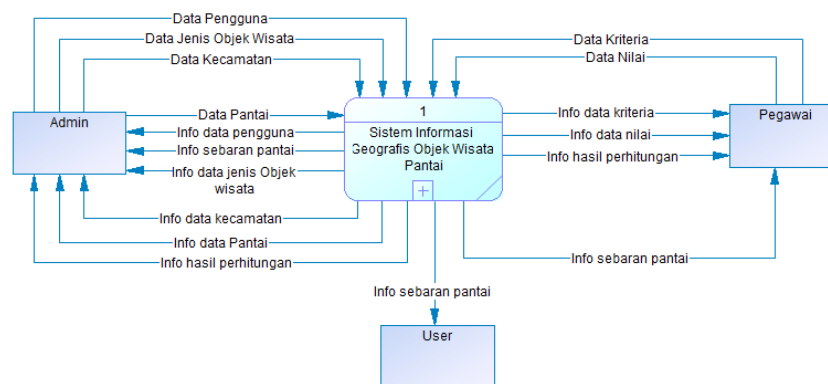 Data Pengguna
Data Jenis Objek Wisata
Data Kecamatan
Data Kriteria
Data Nilai
Admin
Data Pantai
Info data pengguna
Info sebaran pantai
Info data jenis Objek
wisata
1
Sistem Informasi
Geografis Objek Wisata
Pantai
Info data kriteria
Info data nilai
Info hasil perhitungan
Pegawai
Info data kecamatan
Info data Pantai
Info hasil perhitungan
Info sebaran pantai
Info sebaran pantai
User